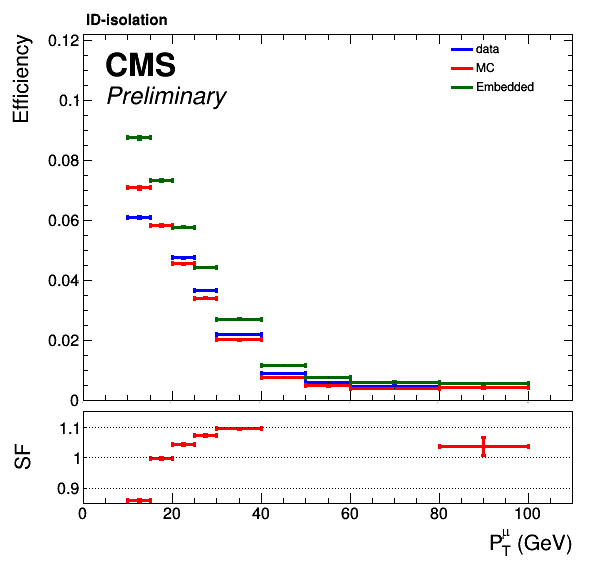 ID-isolation
Efficiency
0.12
0.1
0.08
0.06
0.04
0.02
0
CMS
Preliminary
data
MC
Embedded
SF
1.1
1
0.9
0 20 40 60 80 100
P_T^μ (GeV)